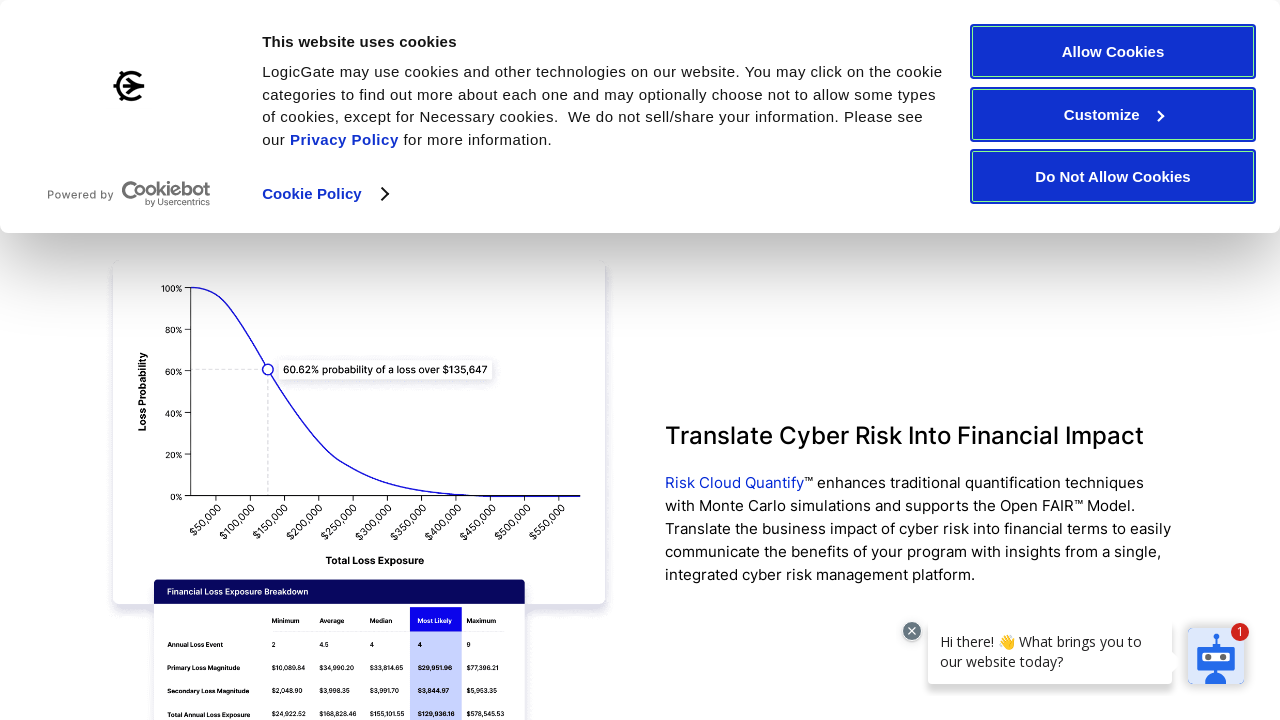 This website uses cookies
LogicGate may use cookies and other technologies on our website. You may click on the cookie
categories to find out more about each one and may optionally choose not to allow some types
of cookies, except for Necessary cookies.  We do not sell/share your information. Please see
our Privacy Policy for more information.
Cookie Policy
Powered by Cookiebot
by Usercentrics
Allow Cookies
Customize
Do Not Allow Cookies
100%
80%
60%
40%
20%
0%
Loss Probability
60.62% probability of a loss over $135,647
$50,000
$100,000
$150,000
$200,000
$250,000
$300,000
$350,000
$400,000
$450,000
$500,000
$550,000
Total Loss Exposure
Financial Loss Exposure Breakdown
Minimum Average Median Most Likely Maximum
Annual Loss Event 2 4.5 4 4 9
Primary Loss Magnitude $10,089.84 $34,990.20 $33,814.65 $29,951.96 $77,396.21
Secondary Loss Magnitude $2,048.90 $3,998.35 $3,991.70 $3,844.97 $5,953.35
Total Annual Loss Exposure $24,922.52 $168,828.46 $155,101.55 $129,936.16 $578,545.53
Translate Cyber Risk Into Financial Impact
Risk Cloud Quantify™ enhances traditional quantification techniques
with Monte Carlo simulations and supports the Open FAIR™ Model.
Translate the business impact of cyber risk into financial terms to easily
communicate the benefits of your program with insights from a single,
integrated cyber risk management platform.
Hi there! 👋 What brings you to
our website today?
1